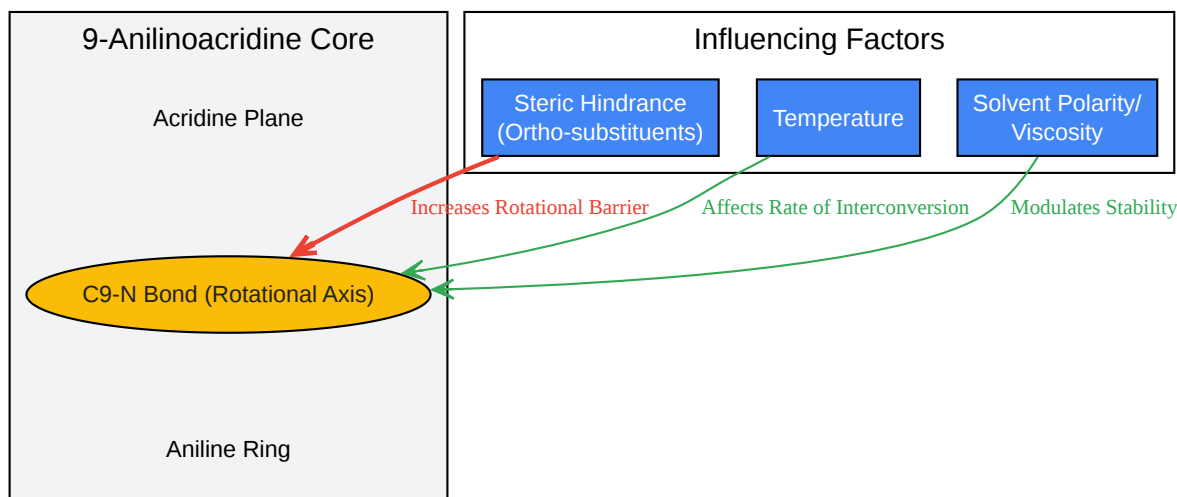 9-Anilinoacridine Core
Influencing Factors
Acridine Plane
Steric Hindrance
(Ortho-substituents)
Temperature
Solvent Polarity/
Viscosity
Increases Rotational Barrier
Affects Rate of Interconversion
Modulates Stability
C9-N Bond (Rotational Axis)
Aniline Ring